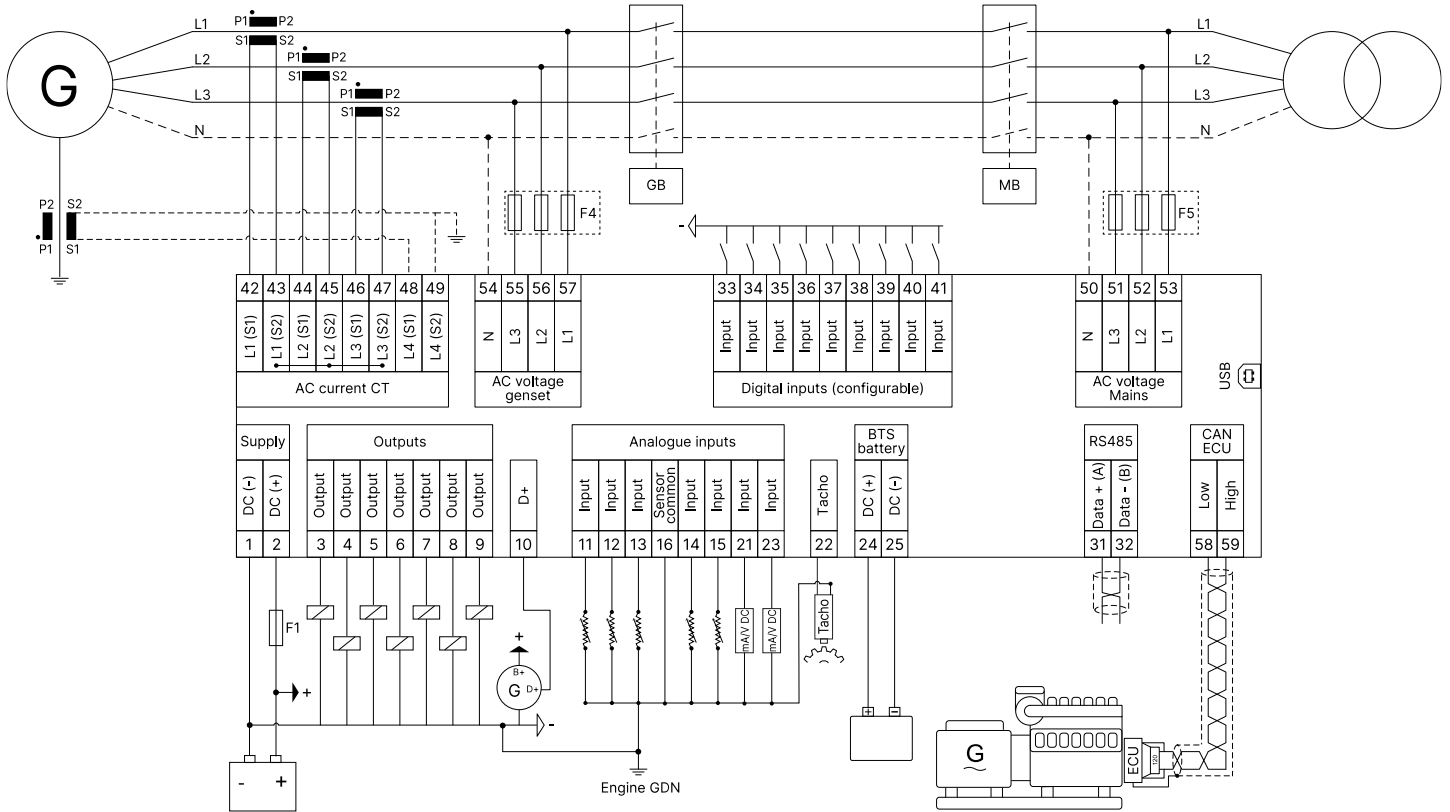 L1 P1 P2 L1
S1 S2
L2 P1 P2 L2
S1 S2
G
L3 P1 P2 L3
S1 S2
N N
GB MB
P2 S2
F4 F5
P1 S1
-
42 43 44 45 46 47 48 49
54 55 56 57
33 34 35 36 37 38 39 40 41
50 51 52 53
L1 (S1)
L1 (S2)
L2 (S1)
L2 (S2)
L3 (S1)
L3 (S2)
L4 (S1)
L4 (S2)
N
L3
L2
L1
Input
Input
Input
Input
Input
Input
Input
Input
Input
N
L3
L2
L1
AC current CT
AC voltage
genset
Digital inputs (configurable)
AC voltage
Mains
USB
Supply
Outputs
Analogue inputs
BTS
battery
RS485
CAN
ECU
DC (-)
DC (+)
Output
Output
Output
Output
Output
Output
Output
D+
Input
Input
Input
Sensor
common
Input
Input
Input
Input
Tacho
DC (+)
DC (-)
Data + (A)
Data - (B)
Low
High
1 2
3 4 5 6 7 8 9
10
11 12 13 16 14 15 21 23
22
24 25
31 32
58 59
F1
mA/V DC
mA/V DC
Tacho
+
B+
G D+
+
-
+ -
- +
Engine GDN
G
ECU
120